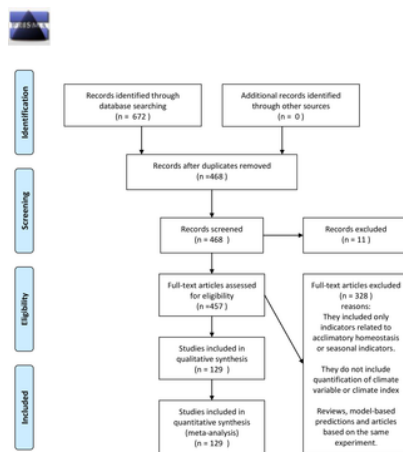 PRISMA
Identification
Records identified through
database searching
(n = 672 )
Additional records identified
through other sources
(n = 0 )
Records after duplicates removed
(n =468 )
Screening
Records screened
(n = 468 )
Records excluded
(n = 11 )
Eligibility
Full-text articles assessed
for eligibility
(n =457 )
Full-text articles excluded
(n = 328 )
reasons:
They included only
indicators related to
acclimatory homeostasis
or seasonal indicators.
They do not include
quantification of climate
variable or climate index
Reviews, model-based
predictions and articles
based on the same
experiment.
Studies included in
qualitative synthesis
(n = 129 )
Included
Studies included in
quantitative synthesis
(meta-analysis)
(n = 129 )